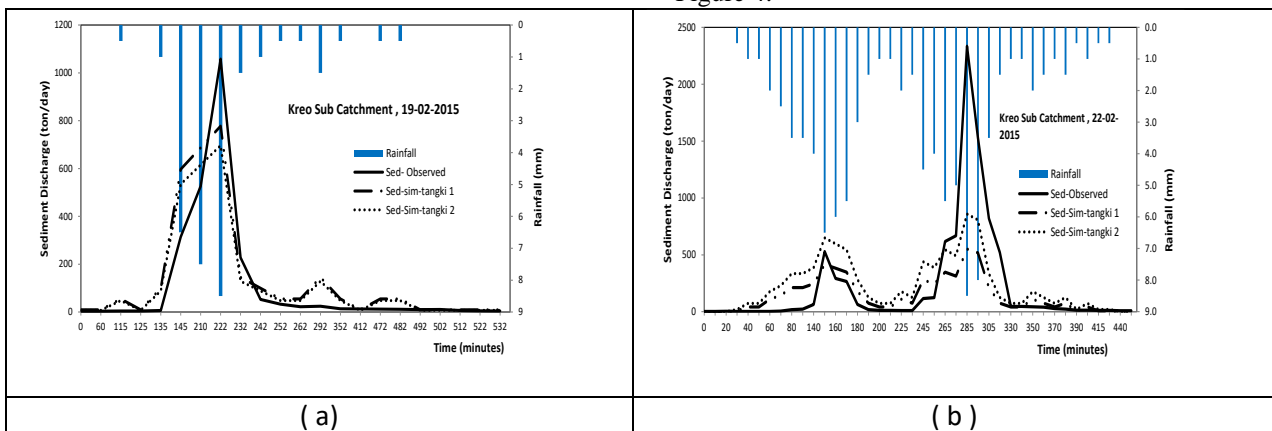 Figure 4.
1200
1000
800
600
400
200
0
Sediment Discharge (ton/day)
0
1
2
3
4
5
6
7
8
9
Rainfall (mm)
Kreo Sub Catchment , 19-02-2015
Rainfall
Sed- Observed
Sed-sim-tangki 1
Sed-Sim-tangki 2
0 60 115 125 135 145 210 222 232 242 252 262 292 352 412 472 482 492 502 512 522 532
Time (minutes)
( a)
2500
2000
1500
1000
500
0
Sediment Discharge (ton/day)
0.0
1.0
2.0
3.0
4.0
5.0
6.0
7.0
8.0
9.0
Rainfall (mm)
Kreo Sub Catchment , 22-02-
2015
Rainfall
Sed-Observed
Sed-Sim-tangki 1
Sed-Sim-tangki 2
0 20 40 60 80 100 140 160 180 200 225 245 265 285 305 330 350 370 390 415 440
Time (minutes)
( b )